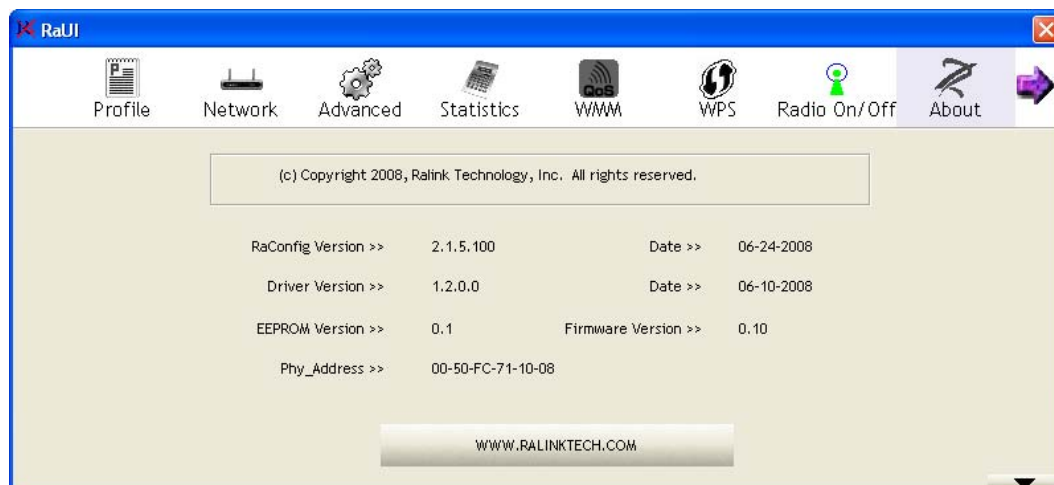 RaUI
P
QoS
Profile Network Advanced Statistics WMM WPS Radio On/Off About
(c) Copyright 2008, Ralink Technology, Inc. All rights reserved.
RaConfig Version >> 2.1.5.100 Date >> 06-24-2008
Driver Version >> 1.2.0.0 Date >> 06-10-2008
EEPROM Version >> 0.1 Firmware Version >> 0.10
Phy_Address >> 00-50-FC-71-10-08
WWW.RALINKTECH.COM